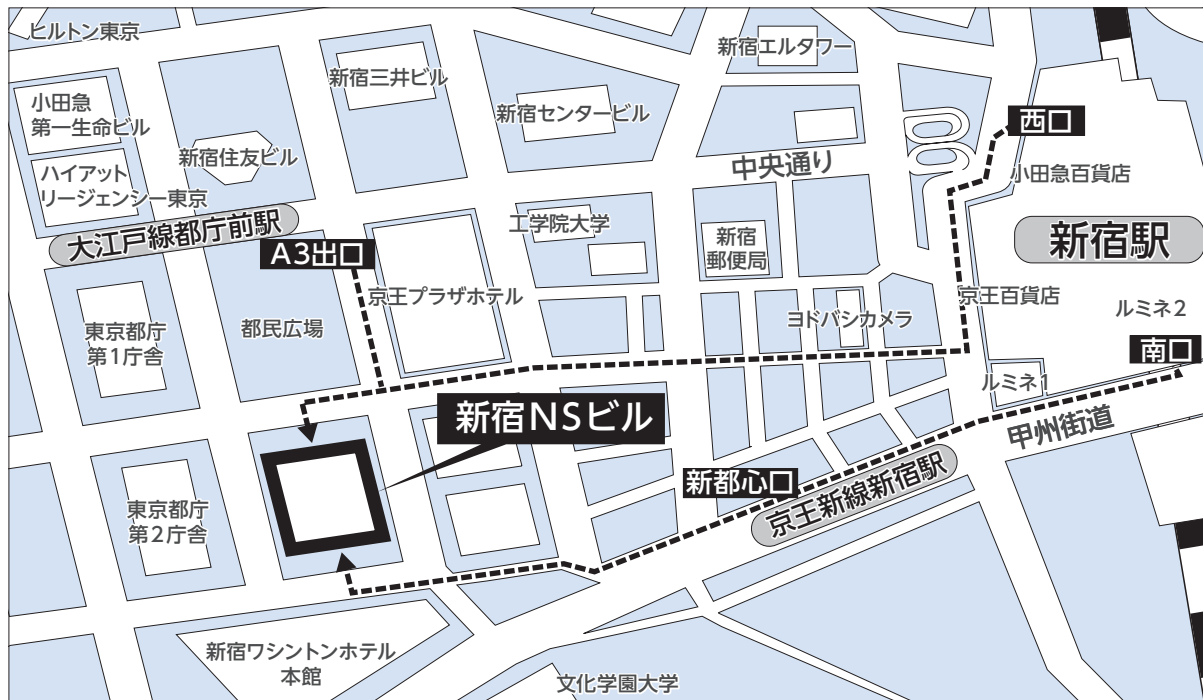 ヒルトン東京
小田急
第一生命ビル
ハイアット
リージェンシー東京
新宿住友ビル
新宿三井ビル
新宿センタービル
新宿エルタワー
西口
小田急百貨店
中央通り
大江戸線都庁前駅
A3出口
工学院大学
新宿
郵便局
新宿駅
京王プラザホテル
京王百貨店
ヨドバシカメラ
ルミネ2
南口
ルミネ1
東京都庁
第1庁舎
都民広場
新宿NSビル
甲州街道
新都心口
京王新線新宿駅
東京都庁
第2庁舎
新宿ワシントンホテル
本館
文化学園大学